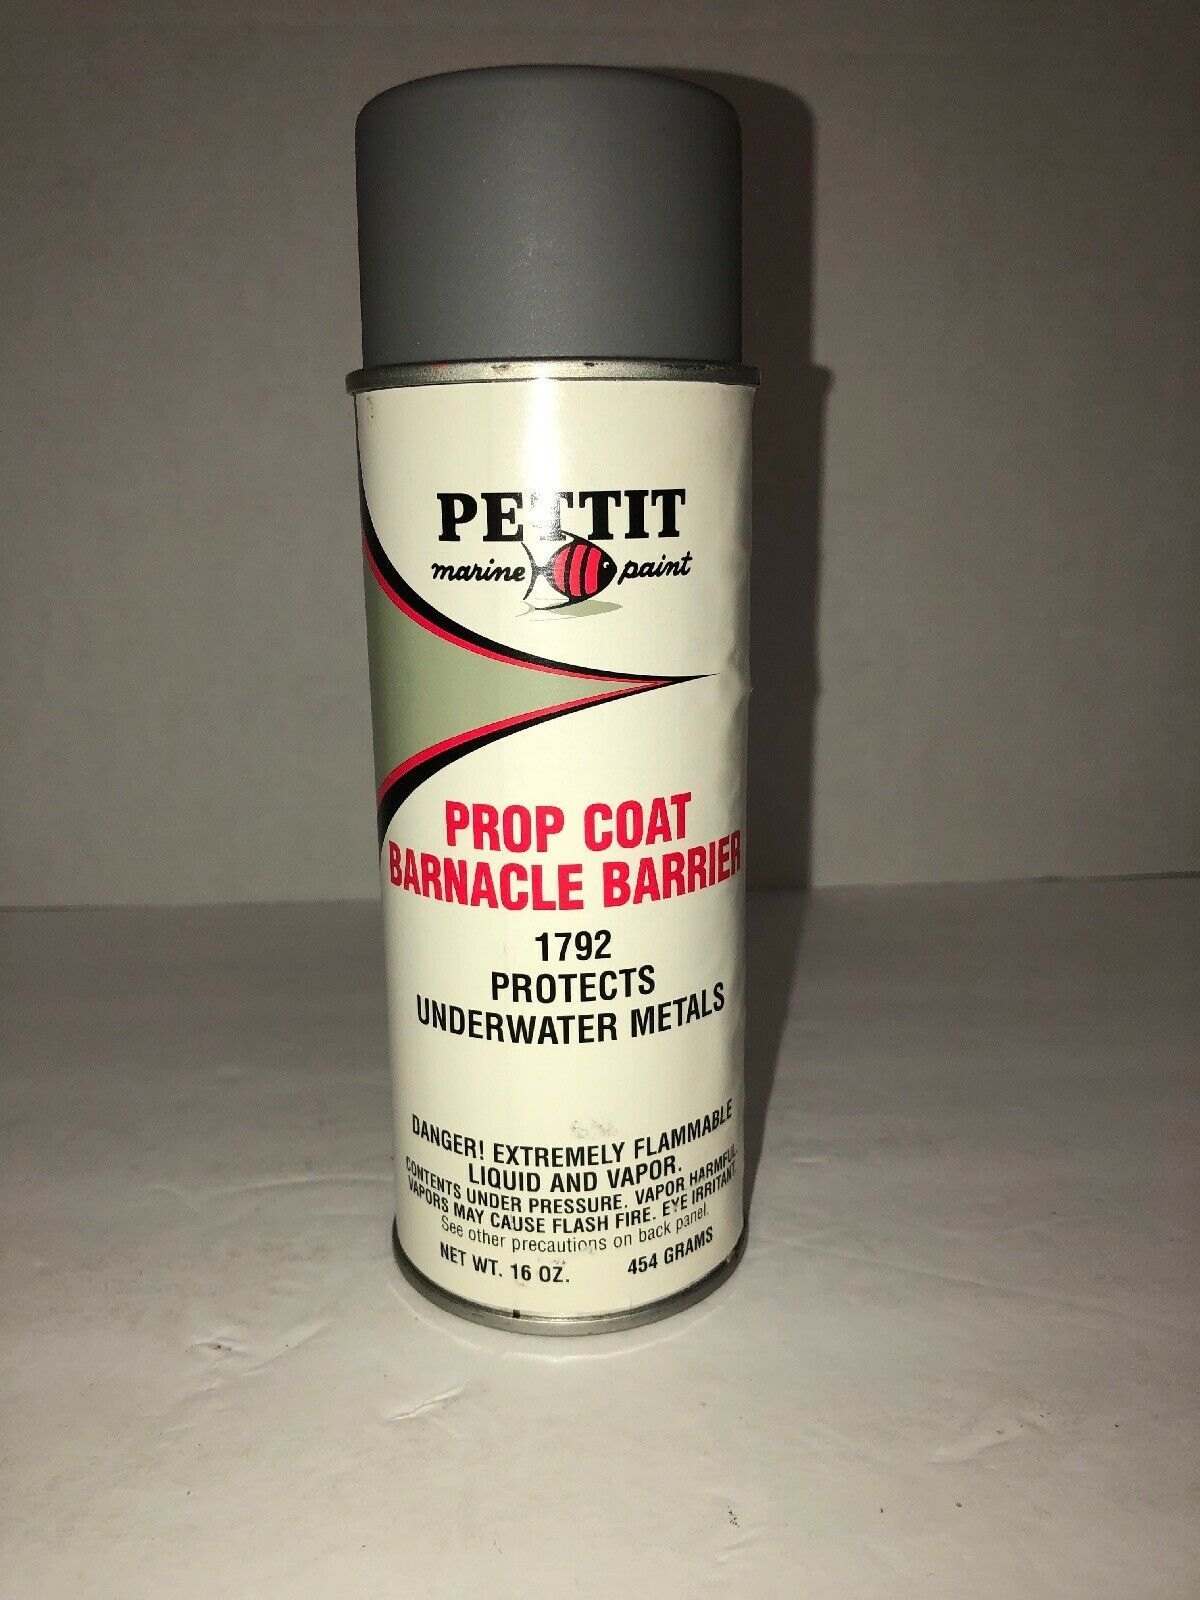 PETTIT
marine paint
PROP COAT
BARNACLE BARRIER
1792
PROTECTS
UNDERWATER METALS
DANGER! EXTREMELY FLAMMABLE
LIQUID AND VAPOR.
CONTENTS UNDER PRESSURE. VAPOR HARMFUL.
VAPORS MAY CAUSE FLASH FIRE. EYE IRRITANT.
See other precautions on back panel.
NET WT. 16 OZ. 454 GRAMS